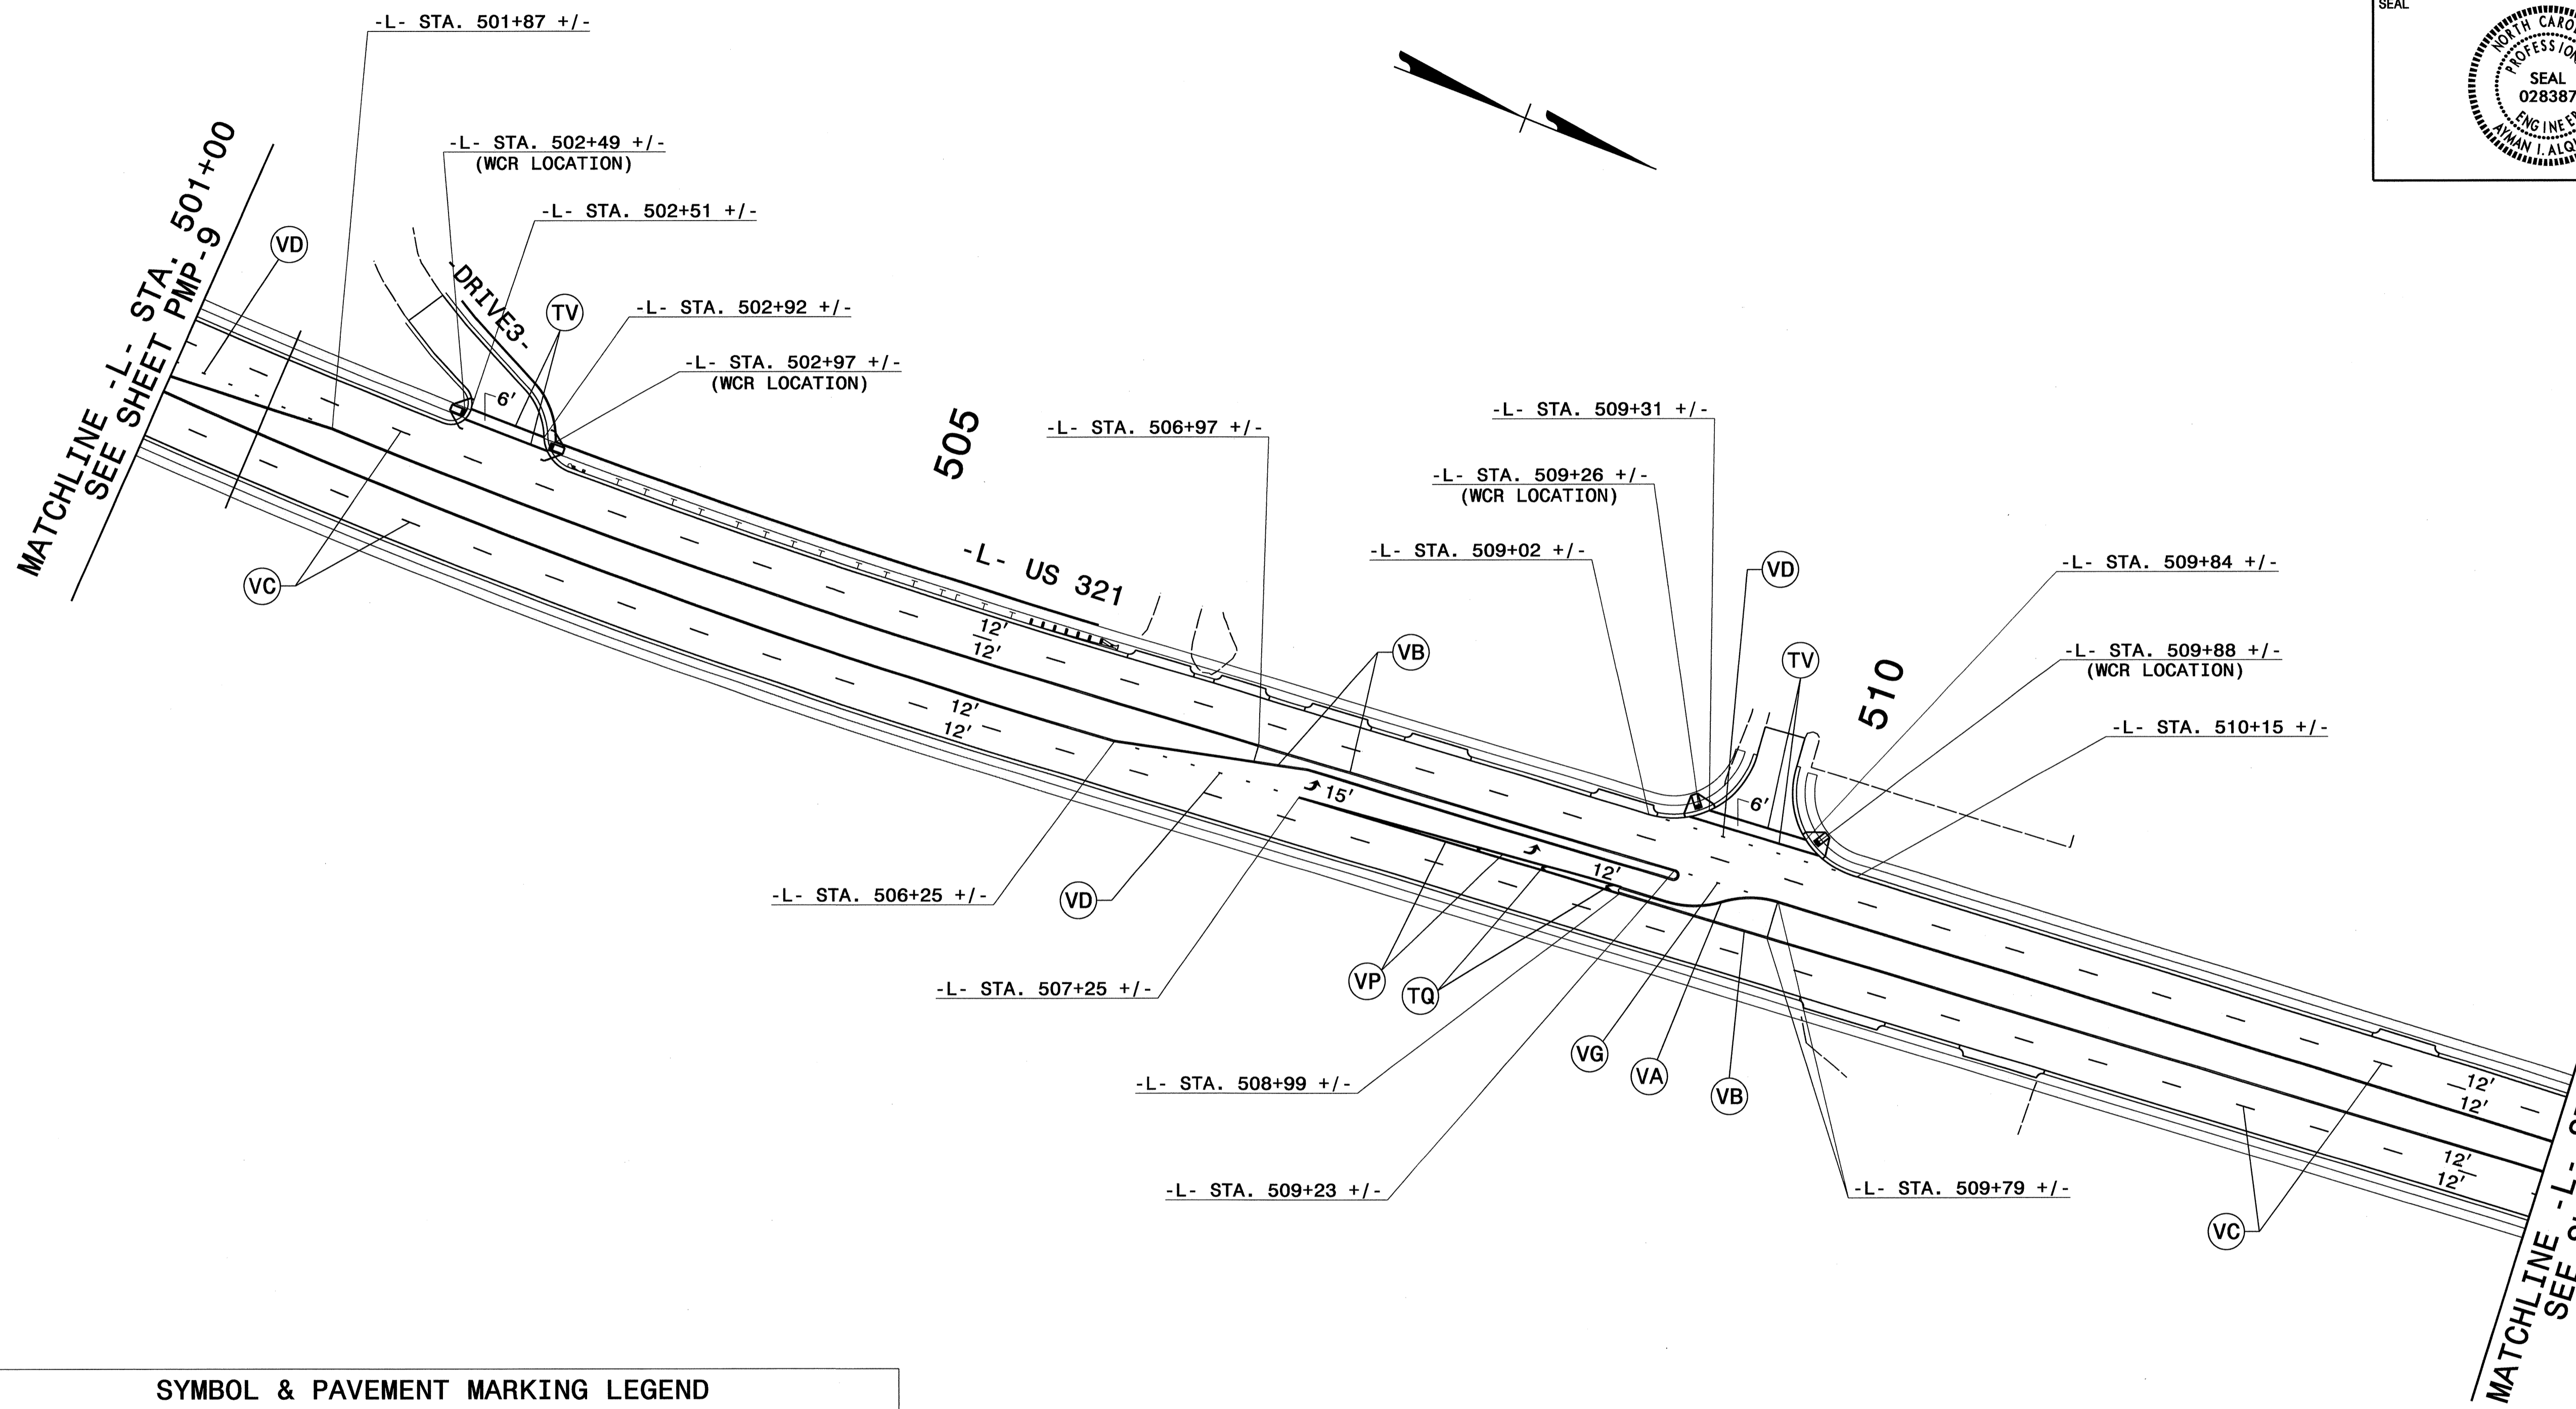 SEAL
NORTH
PROFESSION
SEAL
028387
AYMAN I.
-L- STA. 501+87 +/-
-L- STA. 502+49 +/-
(WCR LOCATION)
-L- STA. 502+51 +/-
MATCHLINE -L- STA. 501+00
SEE SHEET PMP-9
VD
-DRIVE3-
TV
-L- STA. 502+92 +/-
-L- STA. 502+97 +/-
(WCR LOCATION)
6'
VC
505
-L- US 321
-L- STA. 506+97 +/-
-L- STA. 509+31 +/-
-L- STA. 509+26 +/-
(WCR LOCATION)
-L- STA. 509+02 +/-
VD
-L- STA. 509+84 +/-
12'
12'
VB
TV
510
-L- STA. 509+88 +/-
(WCR LOCATION)
12'
12'
-L- STA. 510+15 +/-
15'
6'
12'
-L- STA. 506+25 +/-
VD
-L- STA. 507+25 +/-
VP
TQ
VG
VA
VB
-L- STA. 508+99 +/-
-L- STA. 509+23 +/-
-L- STA. 509+79 +/-
12'
12'
12'
12'
VC
MATCHLINE -L-
SEE
SYMBOL & PAVEMENT MARKING LEGEND